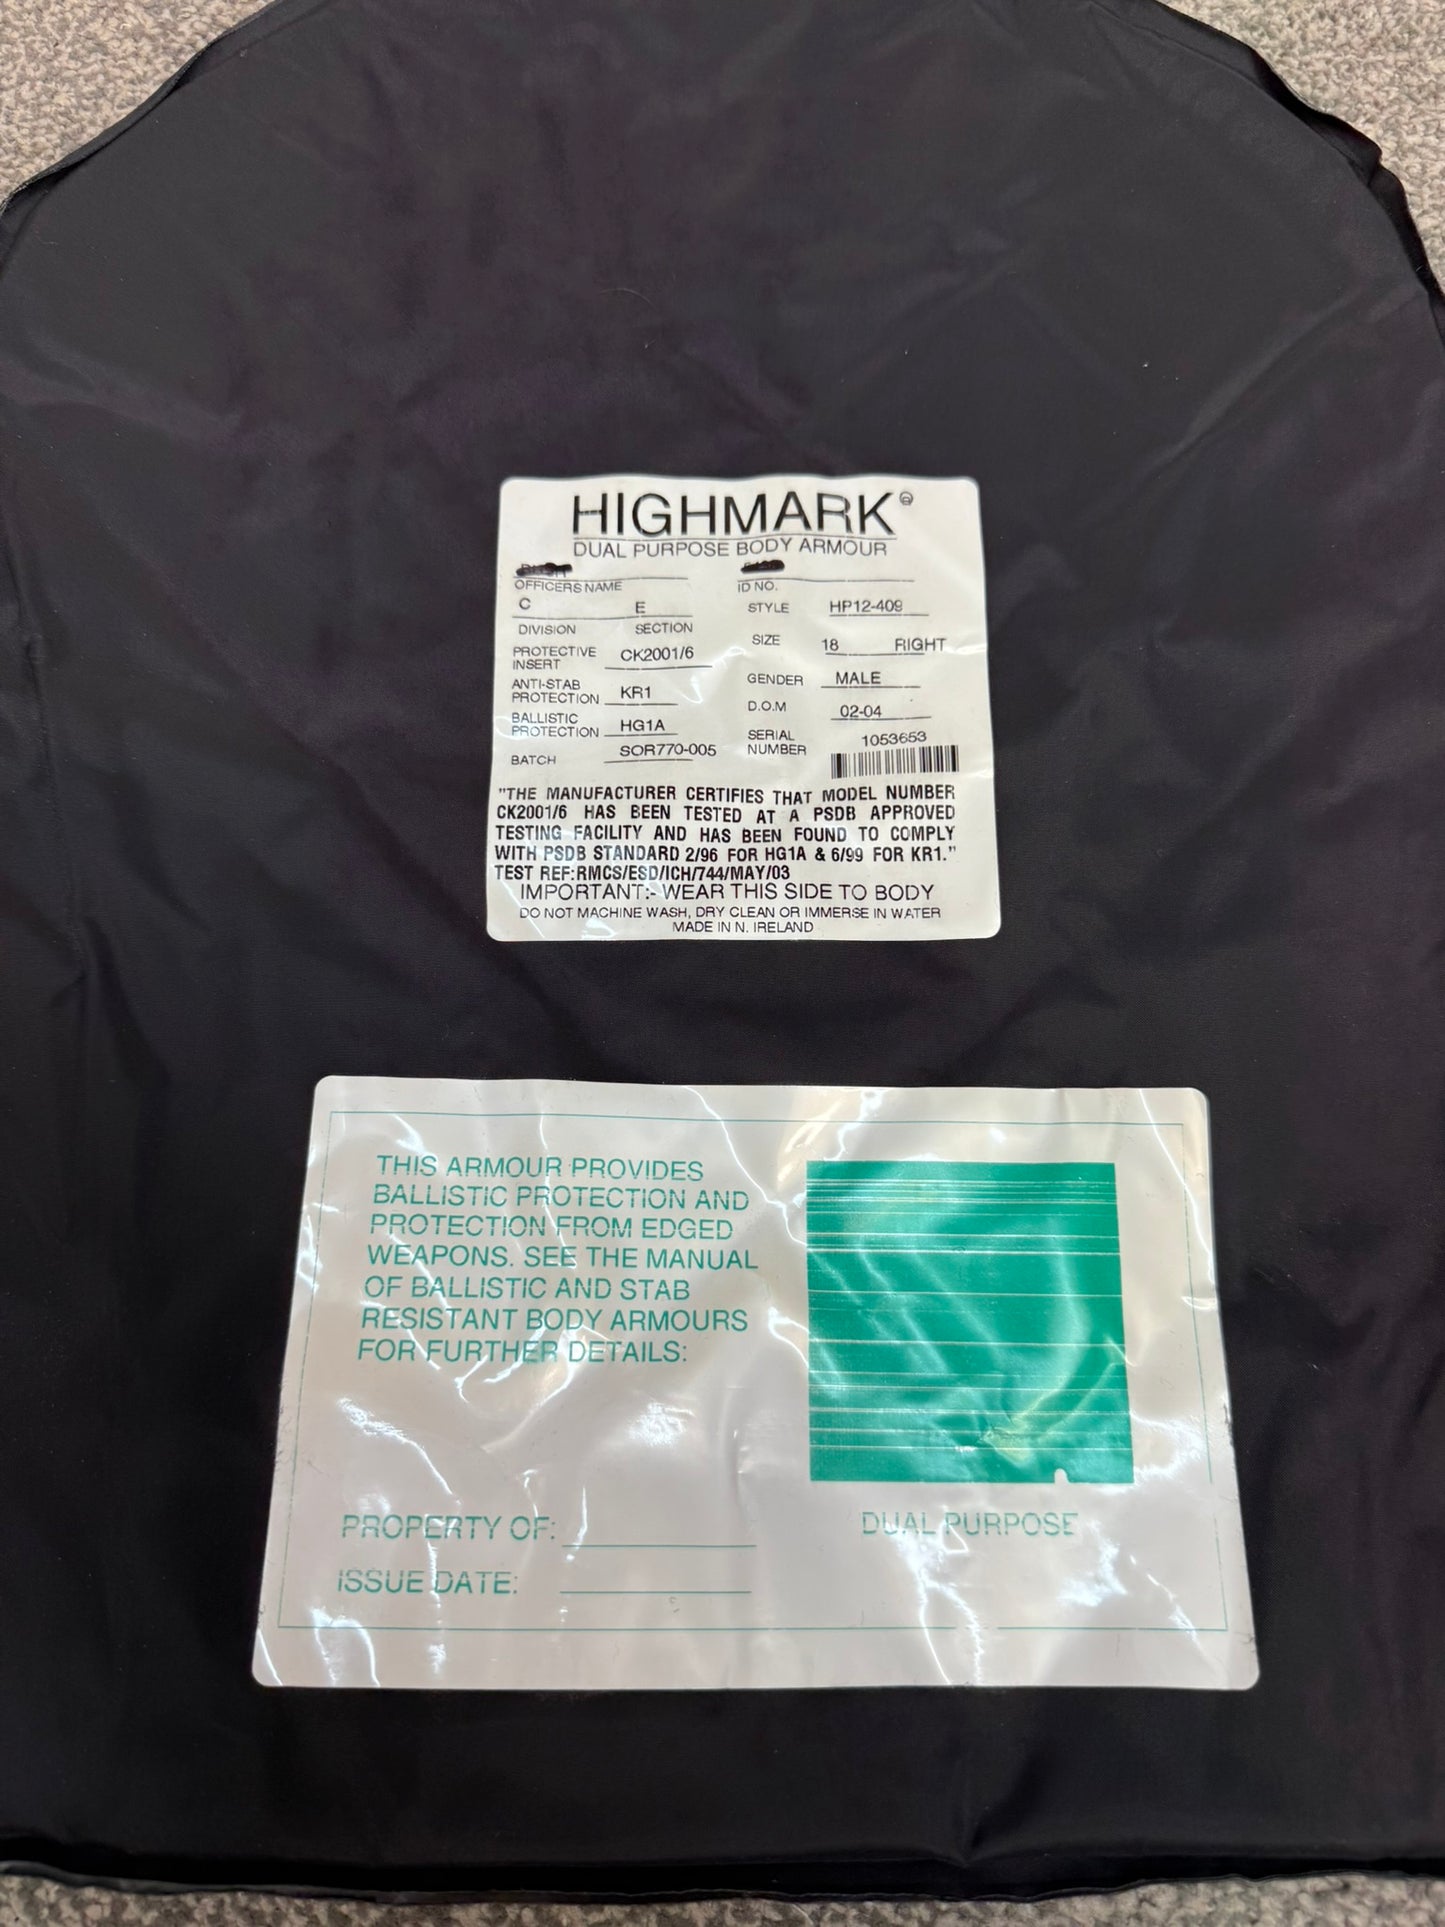 HIGHMARK®
DUAL PURPOSE BODY ARMOUR
OFFICERS NAME ID NO.
C E STYLE HP12-409
DIVISION SECTION
SIZE 18 RIGHT
PROTECTIVE
INSERT CK2001/6
GENDER MALE
ANTI-STAB
PROTECTION KR1
D.O.M 02-04
BALLISTIC
PROTECTION HG1A
SERIAL
NUMBER 1053653
BATCH SOR770-005
"THE MANUFACTURER CERTIFIES THAT MODEL NUMBER
CK2001/6 HAS BEEN TESTED AT A PSDB APPROVED
TESTING FACILITY AND HAS BEEN FOUND TO COMPLY
WITH PSDB STANDARD 2/96 FOR HG1A & 6/99 FOR KR1."
TEST REF:RMCS/ESD/ICH/744/MAY/03
IMPORTANT:- WEAR THIS SIDE TO BODY
DO NOT MACHINE WASH, DRY CLEAN OR IMMERSE IN WATER
MADE IN N. IRELAND
THIS ARMOUR PROVIDES
BALLISTIC PROTECTION AND
PROTECTION FROM EDGED
WEAPONS. SEE THE MANUAL
OF BALLISTIC AND STAB
RESISTANT BODY ARMOURS
FOR FURTHER DETAILS:
PROPERTY OF:
ISSUE DATE:
DUAL PURPOSE